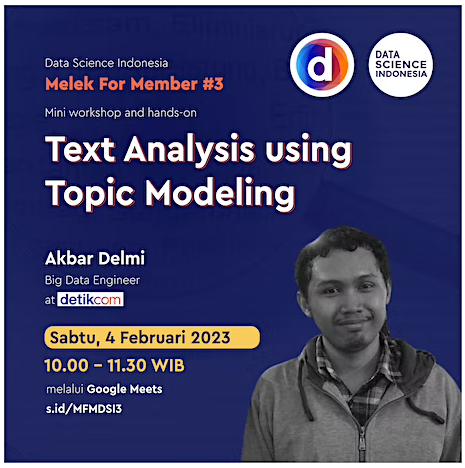 Data Science Indonesia
Melek For Member #3
Mini workshop and hands-on
d
DATA
SCIENCE
INDONESIA
Text Analysis using
Topic Modeling
Akbar Delmi
Big Data Engineer
at detikcom
Sabtu, 4 Februari 2023
10.00 – 11.30 WIB
melalui Google Meets
s.id/MFMDSI3